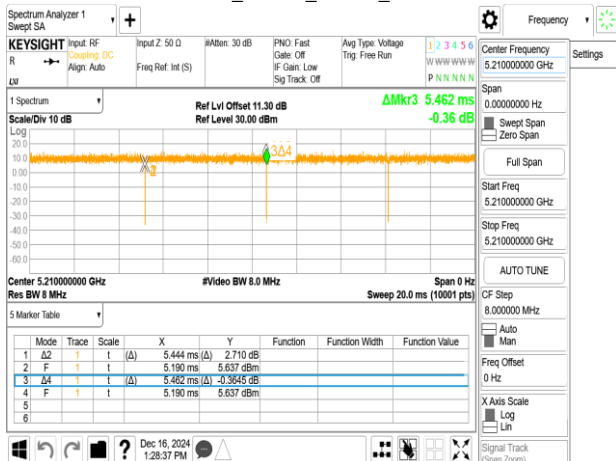 Spectrum Analyzer 1
Swept SA
Frequency
KEYSIGHT
R
LXI
Input: RF
Coupling: DC
Align: Auto
Input Z: 50 Ω
Freq Ref: Int (S)
#Atten: 30 dB
PNO: Fast
Gate: Off
IF Gain: Low
Sig Track: Off
Avg Type: Voltage
Trig: Free Run
1 2 3 4 5 6
W W W W W W
P N N N N N
Center Frequency
5.210000000 GHz
Settings
Span
0.00000000 Hz
Swept Span
Zero Span
Full Span
Start Freq
5.210000000 GHz
Stop Freq
5.210000000 GHz
AUTO TUNE
CF Step
8.000000 MHz
Auto
Man
Freq Offset
0 Hz
X Axis Scale
Log
Lin
Signal Track
(Span Zoom)
1 Spectrum
Scale/Div 10 dB
Ref Lvl Offset 11.30 dB
Ref Level 30.00 dBm
ΔMkr3 5.462 ms
-0.36 dB
Log
20.0
10.0
0.00
-10.0
-20.0
-30.0
-40.0
-50.0
-60.0
3Δ4
Center 5.210000000 GHz
Res BW 8 MHz
#Video BW 8.0 MHz
Span 0 Hz
Sweep 20.0 ms (10001 pts)
5 Marker Table
Mode Trace Scale X Y Function Function Width Function Value
1 Δ2 1 t (Δ) 5.444 ms (Δ) 2.710 dB
2 F 1 t 5.190 ms 5.637 dBm
3 Δ4 1 t (Δ) 5.462 ms (Δ) -0.3645 dB
4 F 1 t 5.190 ms 5.637 dBm
5
6
? Dec 16, 2024
1:28:37 PM